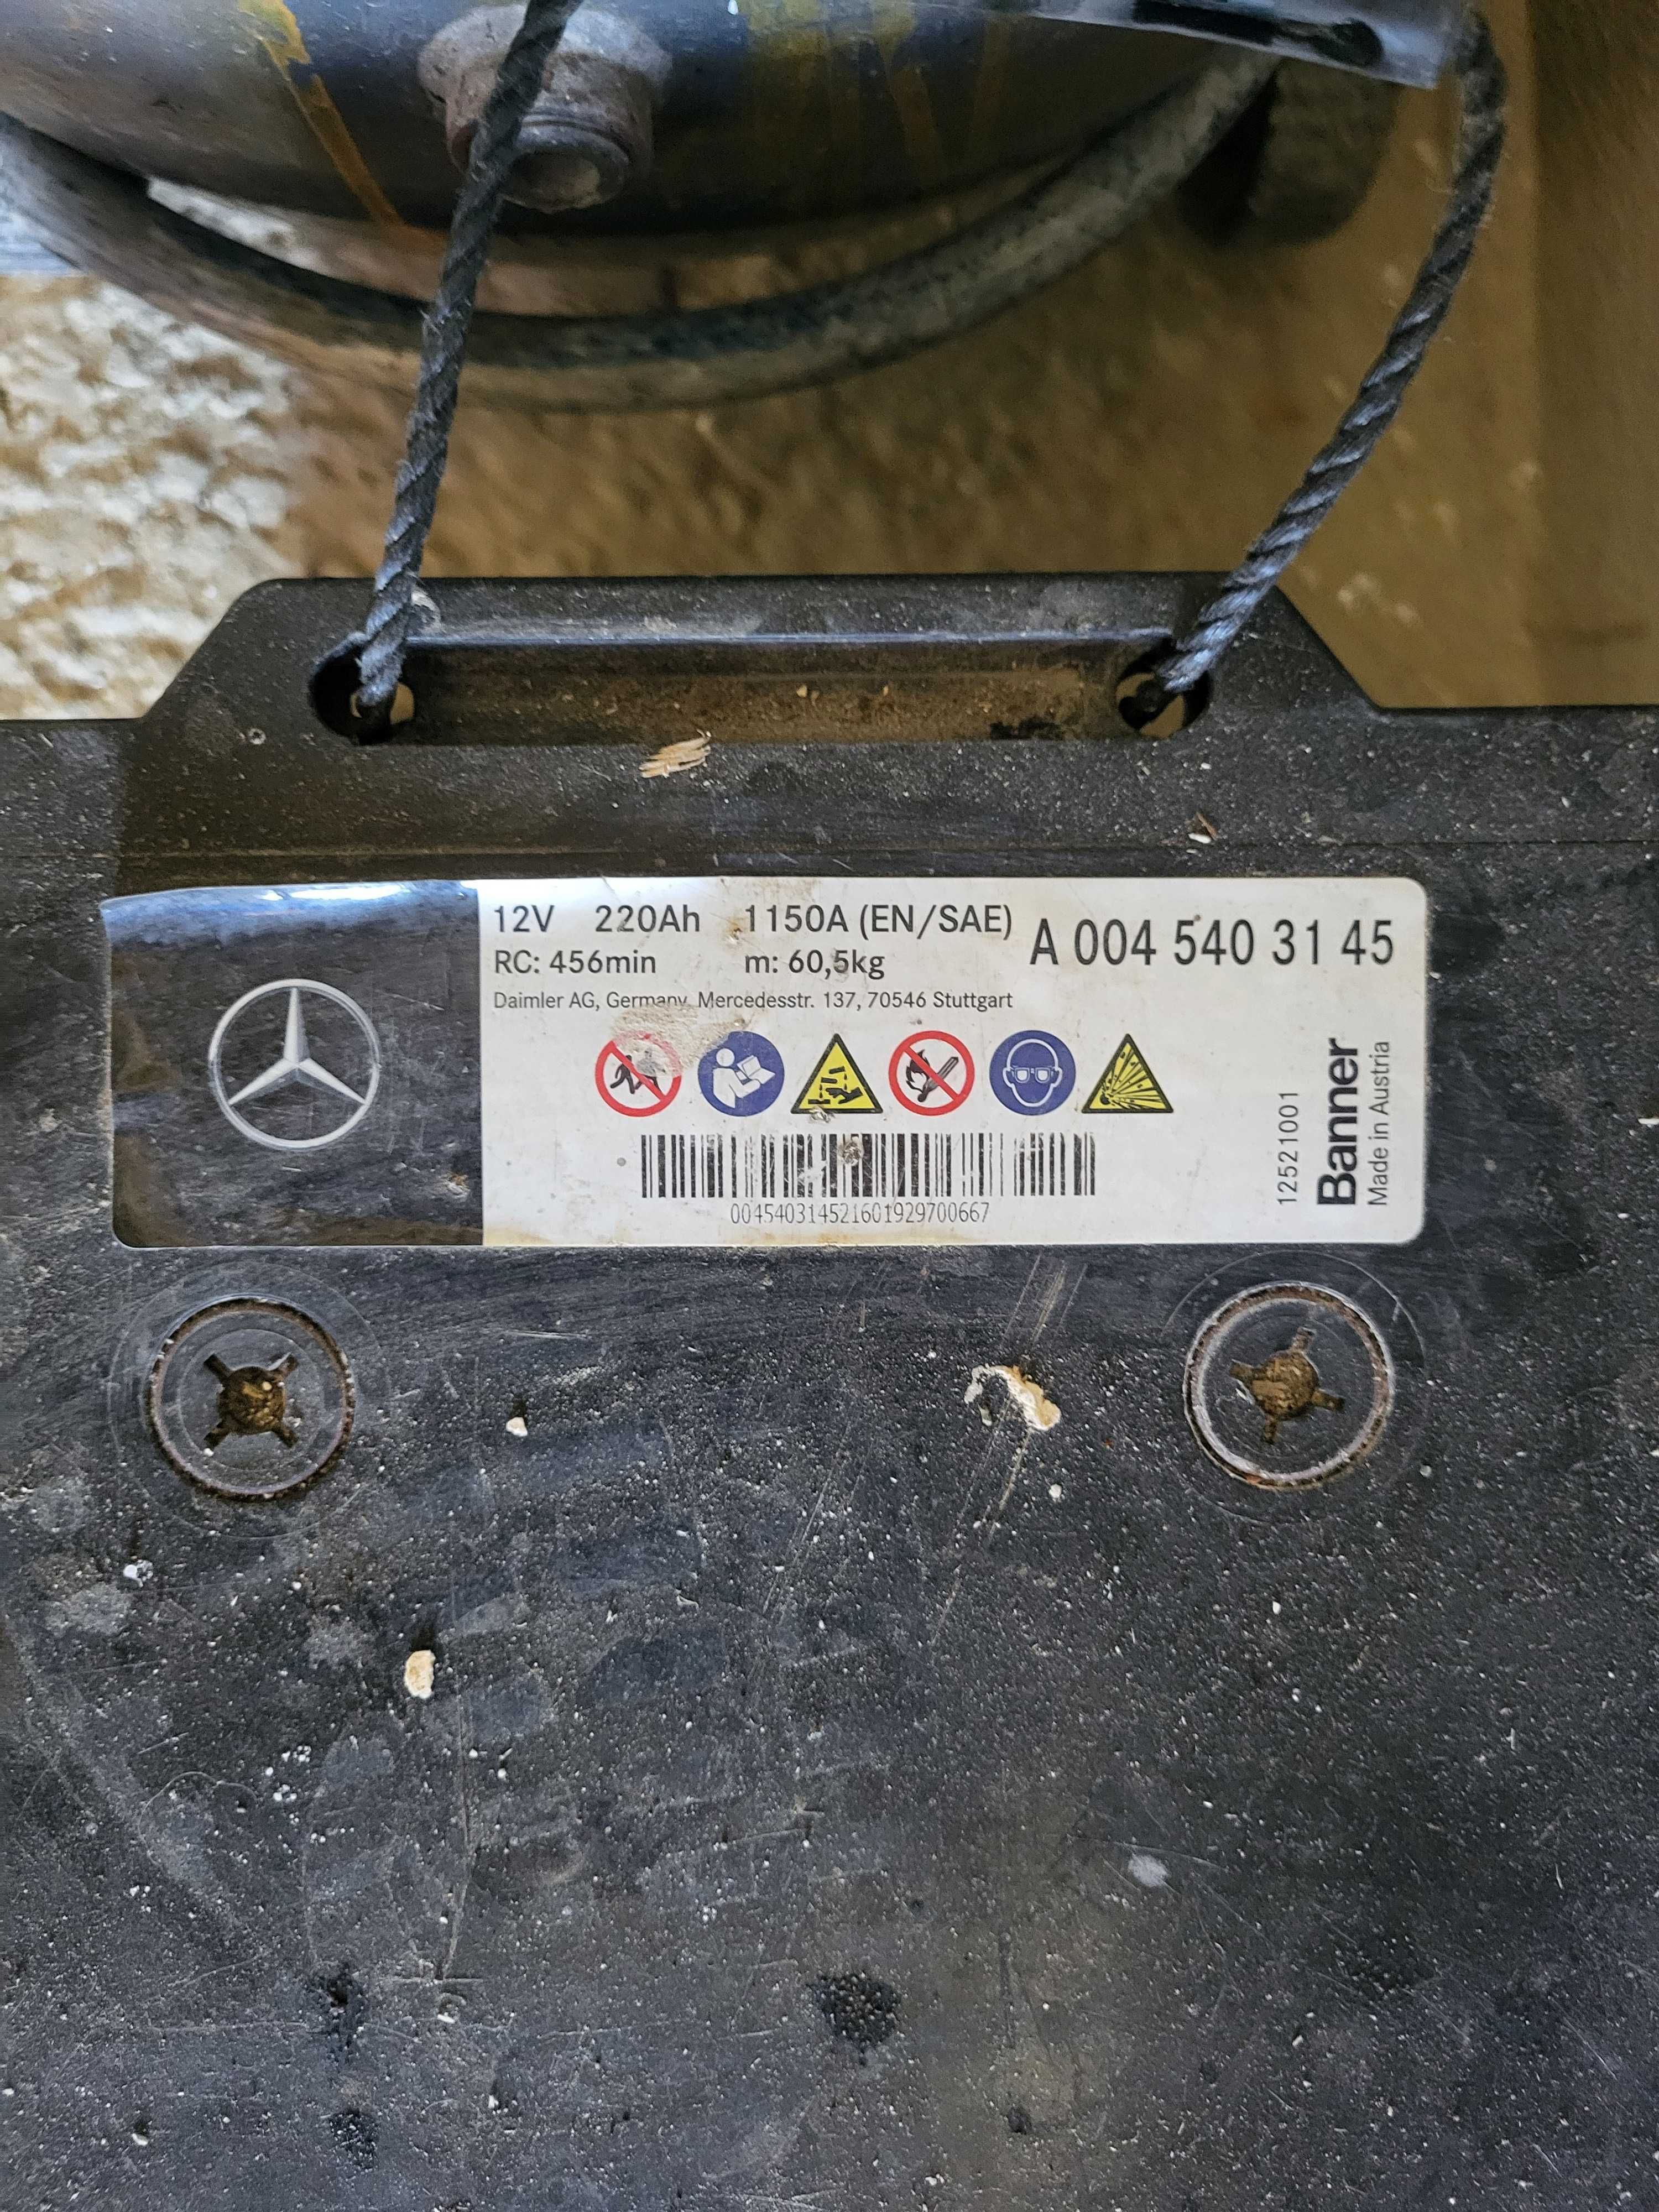 12V 220Ah 1150A (EN/SAE)
RC: 456min m: 60,5kg
Daimler AG, Germany, Mercedesstr. 137, 70546 Stuttgart
A 004 540 31 45
004540314521601929700667
12521001
Banner
Made in Austria